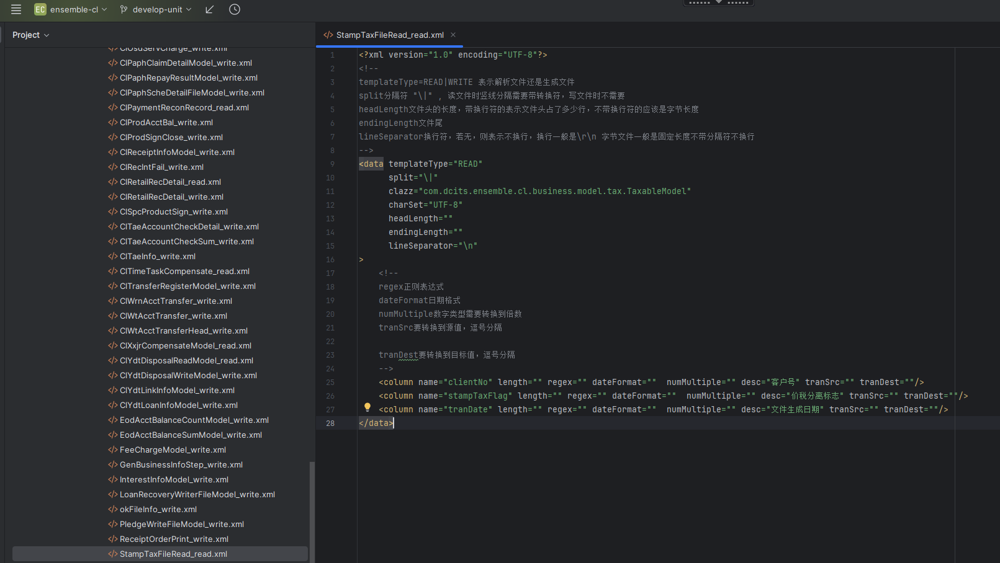 EC ensemble-cl develop-unit
Project
ClOsdServCharge_write.xml
ClPaphClaimDetailModel_write.xml
ClPaphRepayResultModel_write.xml
ClPaphScheDetailFileModel_write.xml
ClPaymentReconRecord_read.xml
ClProdAcctBal_write.xml
ClProdSignClose_write.xml
ClReceiptInfoModel_write.xml
ClRecIntFail_write.xml
ClRetailRecDetail_read.xml
ClRetailRecDetail_write.xml
ClSpcProductSign_write.xml
ClTaeAccountCheckDetail_write.xml
ClTaeAccountCheckSum_write.xml
ClTaeInfo_write.xml
ClTimeTaskCompensate_read.xml
ClTransferRegisterModel_write.xml
ClWrnAcctTransfer_write.xml
ClWtAcctTransfer_write.xml
ClWtAcctTransferHead_write.xml
ClXxjrCompensateModel_read.xml
ClYdtDisposalReadModel_read.xml
ClYdtDisposalWriteModel_write.xml
ClYdtLinkInfoModel_write.xml
ClYdtLoanInfoModel_write.xml
EodAcctBalanceCountModel_write.xml
EodAcctBalanceSumModel_write.xml
FeeChargeModel_write.xml
GenBusinessInfoStep_write.xml
InterestInfoModel_write.xml
LoanRecoveryWriterFileModel_write.xml
okFileInfo_write.xml
PledgeWriteFileModel_write.xml
ReceiptOrderPrint_write.xml
StampTaxFileRead_read.xml
StampTaxFileRead_read.xml
1 <?xml version="1.0" encoding="UTF-8"?>
2 <!--
3 templateType=READ|WRITE 表示解析文件还是生成文件
4 split分隔符 "\|" , 读文件时竖线分隔需要带转换符，写文件时不需要
5 headLength文件头的长度，带换行符的表示文件头占了多少行，不带换行符的应该是字节长度
6 endingLength文件尾
7 lineSeparator换行符，若无，则表示不换行，换行一般是\r\n 字节文件一般是固定长度不带分隔符不换行
8 -->
9 <data templateType="READ"
10 split="\|"
11 clazz="com.dcits.ensemble.cl.business.model.tax.TaxableModel"
12 charSet="UTF-8"
13 headLength=""
14 endingLength=""
15 lineSeparator="\n"
16 >
17 <!--
18 regex正则表达式
19 dateFormat日期格式
20 numMultiple数字类型需要转换到倍数
21 tranSrc要转换到源值，逗号分隔
22
23 tranDest要转换到目标值，逗号分隔
24 -->
25 <column name="clientNo" length="" regex="" dateFormat="" numMultiple="" desc="客户号" tranSrc="" tranDest=""/>
26 <column name="stampTaxFlag" length="" regex="" dateFormat="" numMultiple="" desc="价税分离标志" tranSrc="" tranDest=""/>
27 <column name="tranDate" length="" regex="" dateFormat="" numMultiple="" desc="文件生成日期" tranSrc="" tranDest=""/>
28 </data>